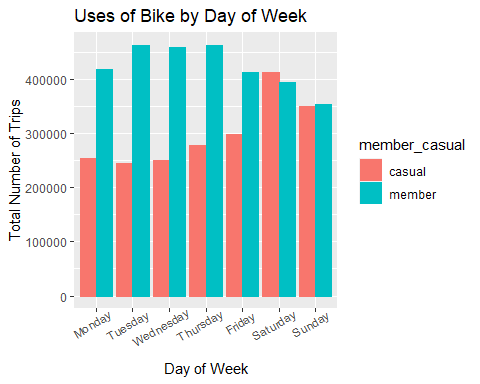 Uses of Bike by Day of Week
Total Number of Trips
400000
300000
200000
100000
0
Monday
Tuesday
Wednesday
Thursday
Friday
Saturday
Sunday
Day of Week
member_casual
casual
member